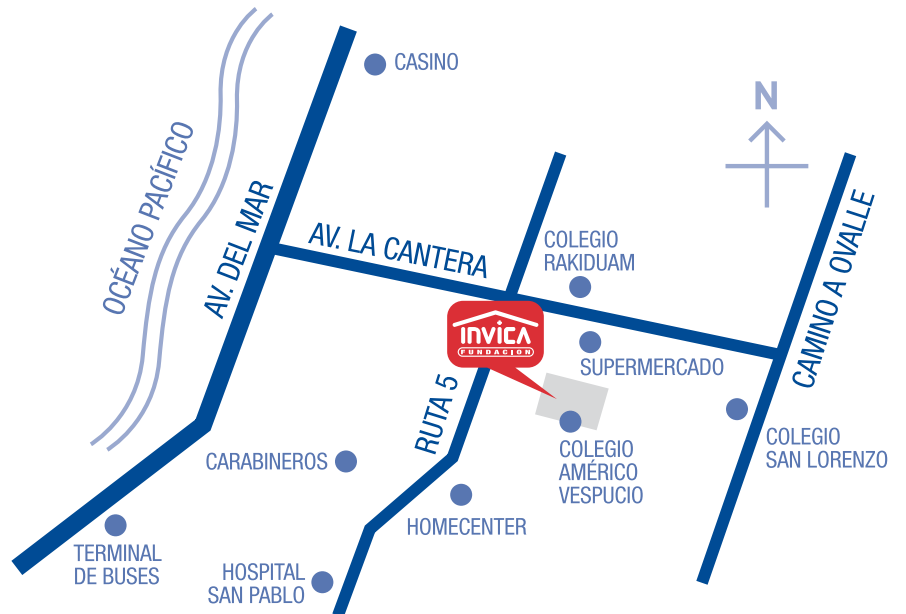 CASINO
N
OCÉANO PACÍFICO
AV. DEL MAR
AV. LA CANTERA
COLEGIO
RAKIDUAM
CAMINO A OVALLE
INVICA
FUNDACION
SUPERMERCADO
RUTA 5
COLEGIO
SAN LORENZO
CARABINEROS
COLEGIO
AMÉRICO
VESPUCIO
HOMECENTER
TERMINAL
DE BUSES
HOSPITAL
SAN PABLO